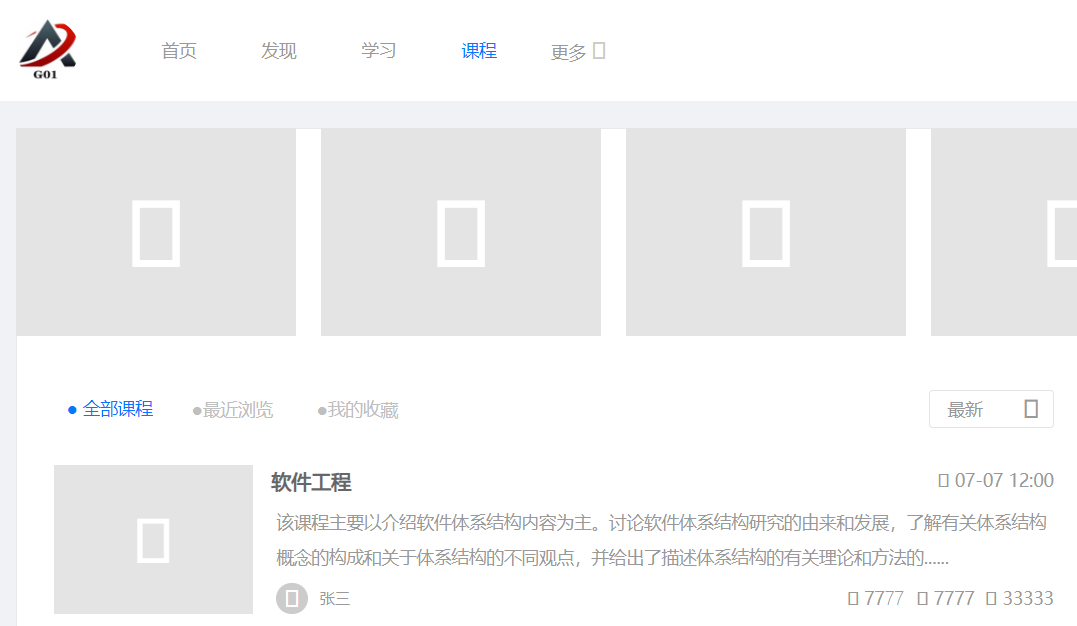 G01
首页 发现 学习 课程 更多
● 全部课程 ●最近浏览 ●我的收藏 最新
软件工程 07-07 12:00
该课程主要以介绍软件体系结构内容为主。讨论软件体系结构研究的由来和发展，了解有关体系结构
概念的构成和关于体系结构的不同观点，并给出了描述体系结构的有关理论和方法的......
张三 7777 7777 33333